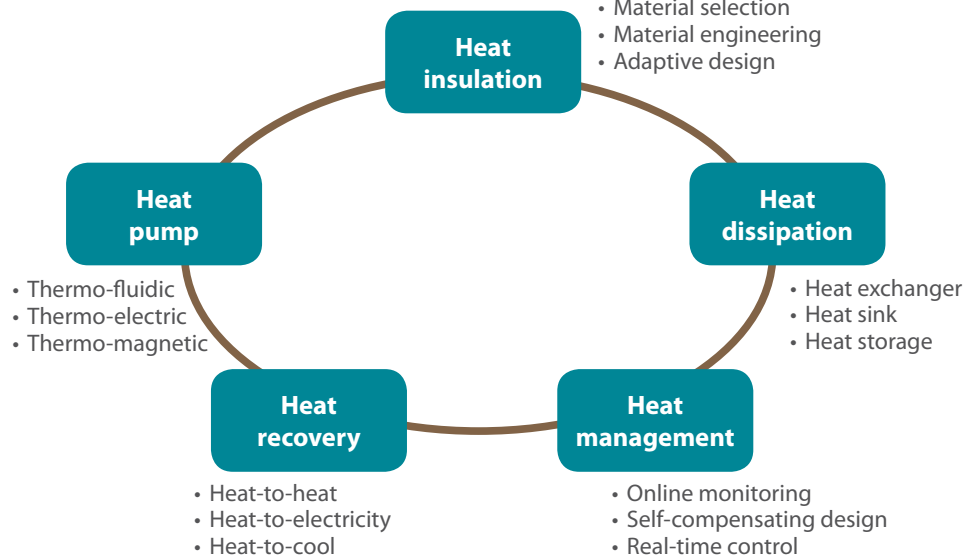 Material selection
Material engineering
Adaptive design
Heat
insulation
Heat
pump
Heat
dissipation
Thermo-fluidic
Thermo-electric
Thermo-magnetic
Heat exchanger
Heat sink
Heat storage
Heat
recovery
Heat
management
Heat-to-heat
Heat-to-electricity
Heat-to-cool
Online monitoring
Self-compensating design
Real-time control